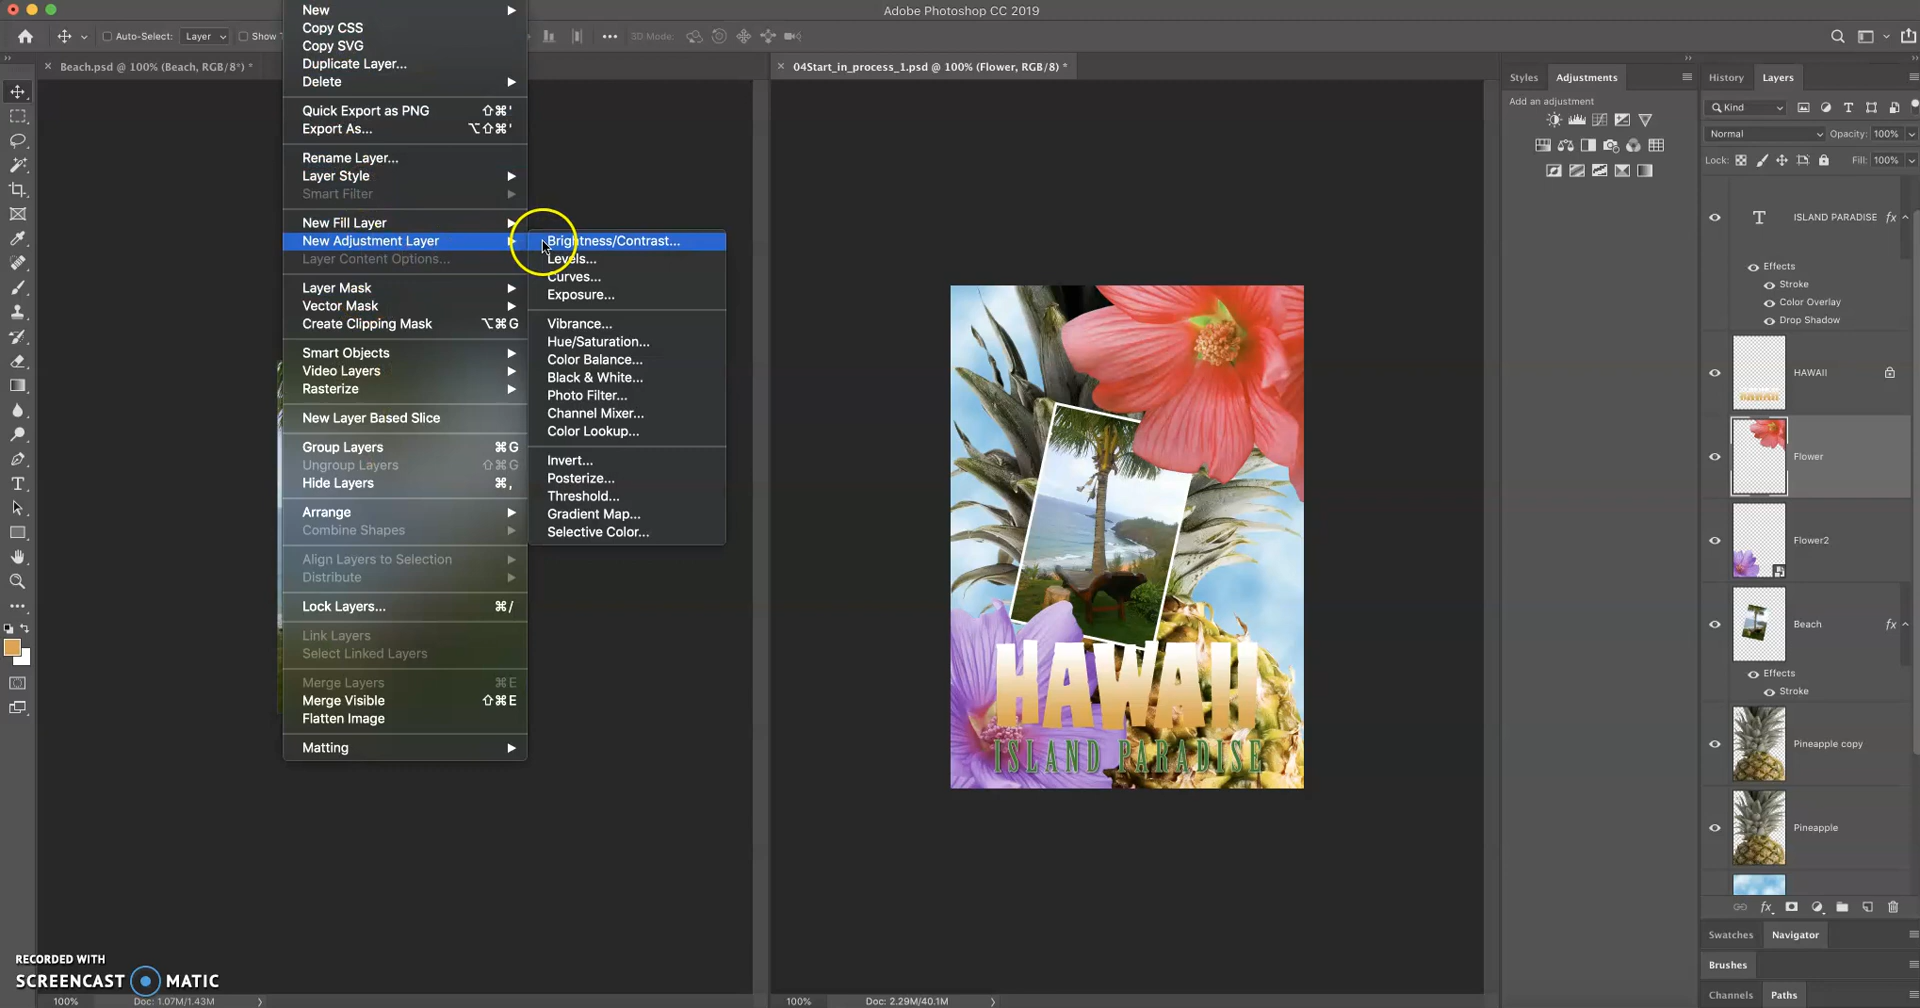 Adobe Photoshop CC 2019
Auto-Select:
Layer
Show T
3D Mode:
Beach.psd @ 100% (Beach, RGB/8*) *
04Start_in_process_1.psd @ 100% (Flower, RGB/8) *
New
Copy CSS
Copy SVG
Duplicate Layer...
Delete
Quick Export as PNG ⇧⌘'
Export As... ⌥⇧⌘'
Rename Layer...
Layer Style
Smart Filter
New Fill Layer
New Adjustment Layer
Layer Content Options...
Layer Mask
Vector Mask
Create Clipping Mask ⌥⌘G
Smart Objects
Video Layers
Rasterize
New Layer Based Slice
Group Layers ⌘G
Ungroup Layers ⇧⌘G
Hide Layers ⌘,
Arrange
Combine Shapes
Align Layers to Selection
Distribute
Lock Layers... ⌘/
Link Layers
Select Linked Layers
Merge Layers ⌘E
Merge Visible ⇧⌘E
Flatten Image
Matting
Brightness/Contrast...
Levels...
Curves...
Exposure...
Vibrance...
Hue/Saturation...
Color Balance...
Black & White...
Photo Filter...
Channel Mixer...
Color Lookup...
Invert...
Posterize...
Threshold...
Gradient Map...
Selective Color...
HAWAII
ISLAND PARADISE
Styles
Adjustments
Add an adjustment
History
Layers
Kind
Normal
Opacity: 100%
Lock:
Fill: 100%
T ISLAND PARADISE fx
Effects
Stroke
Color Overlay
Drop Shadow
HAWAII
HAWAII
Flower
Flower2
Beach fx
Effects
Stroke
Pineapple copy
Pineapple
fx
Swatches
Navigator
Brushes
Channels
Paths
RECORDED WITH
SCREENCAST MATIC
100%
Doc: 1.07M/1.43M
100%
Doc: 2.29M/40.1M